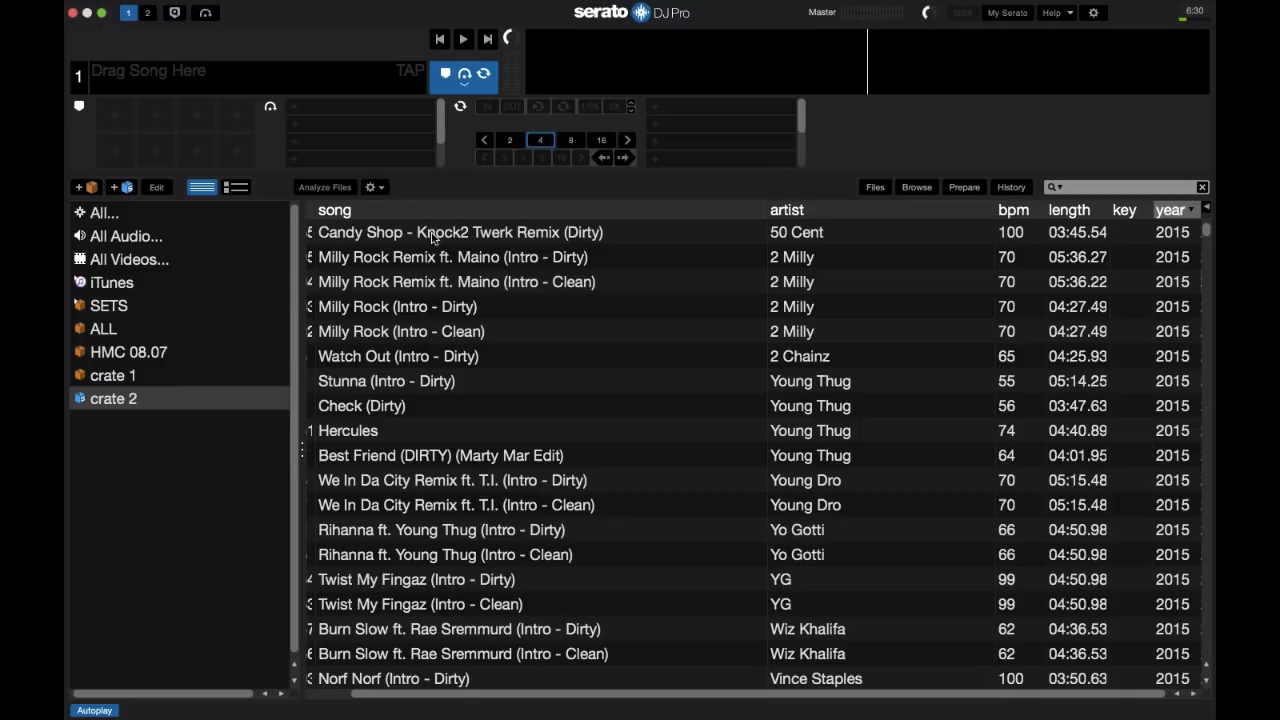 1 2 serato DJ Pro Master MIDI My Serato Help 6:30
1 Drag Song Here TAP
IN OUT 1/2X 2X
2 4 8 16
Edit Analyze Files Files Browse Prepare History
song artist bpm length key year
All...
All Audio...
All Videos...
iTunes
SETS
ALL
HMC 08.07
crate 1
crate 2
5 Candy Shop - Knock2 Twerk Remix (Dirty) 50 Cent 100 03:45.54 2015
Milly Rock Remix ft. Maino (Intro - Dirty) 2 Milly 70 05:36.27 2015
Milly Rock Remix ft. Maino (Intro - Clean) 2 Milly 70 05:36.22 2015
Milly Rock (Intro - Dirty) 2 Milly 70 04:27.49 2015
Milly Rock (Intro - Clean) 2 Milly 70 04:27.49 2015
Watch Out (Intro - Dirty) 2 Chainz 65 04:25.93 2015
Stunna (Intro - Dirty) Young Thug 55 05:14.25 2015
Check (Dirty) Young Thug 56 03:47.63 2015
Hercules Young Thug 74 04:40.89 2015
Best Friend (DIRTY) (Marty Mar Edit) Young Thug 64 04:01.95 2015
We In Da City Remix ft. T.I. (Intro - Dirty) Young Dro 70 05:15.48 2015
We In Da City Remix ft. T.I. (Intro - Clean) Young Dro 70 05:15.48 2015
Rihanna ft. Young Thug (Intro - Dirty) Yo Gotti 66 04:50.98 2015
Rihanna ft. Young Thug (Intro - Clean) Yo Gotti 66 04:50.98 2015
Twist My Fingaz (Intro - Dirty) YG 99 04:50.98 2015
Twist My Fingaz (Intro - Clean) YG 99 04:50.98 2015
Burn Slow ft. Rae Sremmurd (Intro - Dirty) Wiz Khalifa 62 04:36.53 2015
Burn Slow ft. Rae Sremmurd (Intro - Clean) Wiz Khalifa 62 04:36.53 2015
Norf Norf (Intro - Dirty) Vince Staples 100 03:50.63 2015
Autoplay